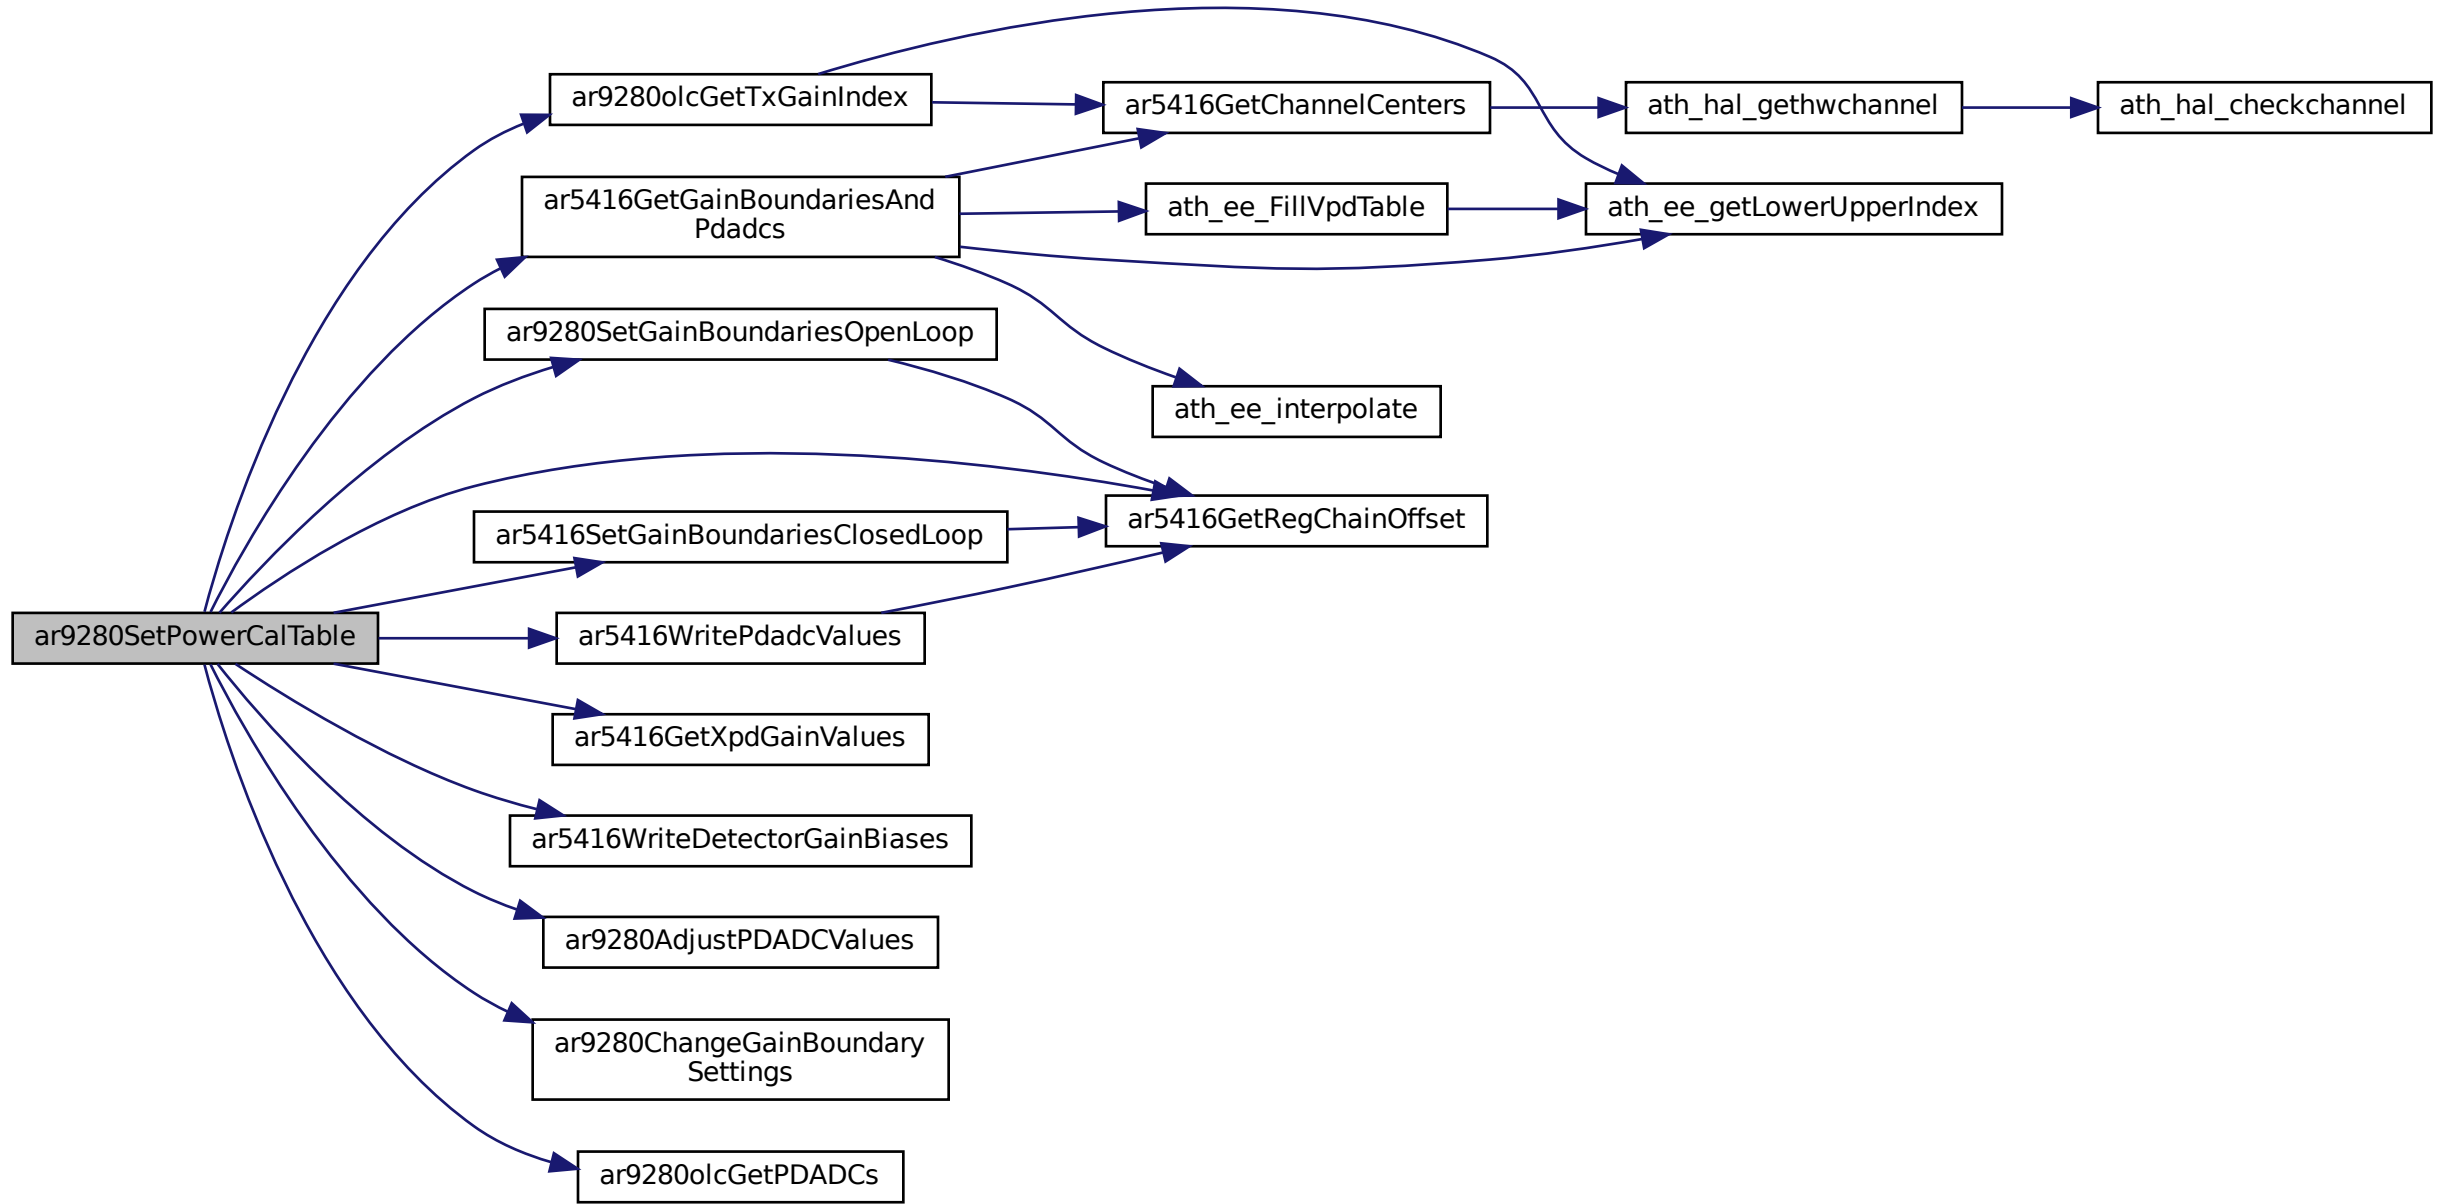 ar9280olcGetTxGainIndex
ar5416GetChannelCenters
ath_hal_gethwchannel
ath_hal_checkchannel
ar5416GetGainBoundariesAnd
Pdadcs
ath_ee_FillVpdTable
ath_ee_getLowerUpperIndex
ar9280SetGainBoundariesOpenLoop
ath_ee_interpolate
ar5416SetGainBoundariesClosedLoop
ar5416GetRegChainOffset
ar9280SetPowerCalTable
ar5416WritePdadcValues
ar5416GetXpdGainValues
ar5416WriteDetectorGainBiases
ar9280AdjustPDADCValues
ar9280ChangeGainBoundary
Settings
ar9280olcGetPDADCs